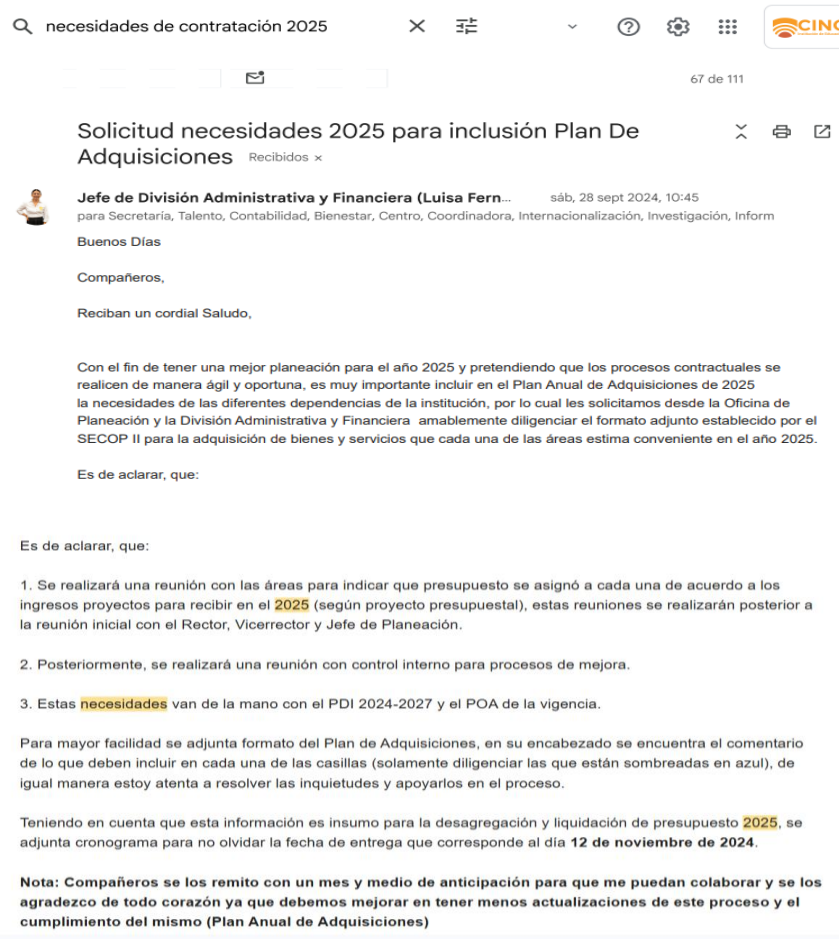 necesidades de contratación 2025
CINO
67 de 111
Solicitud necesidades 2025 para inclusión Plan De
Adquisiciones Recibidos ×
Jefe de División Administrativa y Financiera (Luisa Fern... sáb, 28 sept 2024, 10:45
para Secretaría, Talento, Contabilidad, Bienestar, Centro, Coordinadora, Internacionalización, Investigación, Inform
Buenos Días
Compañeros,
Reciban un cordial Saludo,
Con el fin de tener una mejor planeación para el año 2025 y pretendiendo que los procesos contractuales se
realicen de manera ágil y oportuna, es muy importante incluir en el Plan Anual de Adquisiciones de 2025
la necesidades de las diferentes dependencias de la institución, por lo cual les solicitamos desde la Oficina de
Planeación y la División Administrativa y Financiera amablemente diligenciar el formato adjunto establecido por el
SECOP II para la adquisición de bienes y servicios que cada una de las áreas estima conveniente en el año 2025.
Es de aclarar, que:
Es de aclarar, que:
1. Se realizará una reunión con las áreas para indicar que presupuesto se asignó a cada una de acuerdo a los
ingresos proyectos para recibir en el 2025 (según proyecto presupuestal), estas reuniones se realizarán posterior a
la reunión inicial con el Rector, Vicerrector y Jefe de Planeación.
2. Posteriormente, se realizará una reunión con control interno para procesos de mejora.
3. Estas necesidades van de la mano con el PDI 2024-2027 y el POA de la vigencia.
Para mayor facilidad se adjunta formato del Plan de Adquisiciones, en su encabezado se encuentra el comentario
de lo que deben incluir en cada una de las casillas (solamente diligenciar las que están sombreadas en azul), de
igual manera estoy atenta a resolver las inquietudes y apoyarlos en el proceso.
Teniendo en cuenta que esta información es insumo para la desagregación y liquidación de presupuesto 2025, se
adjunta cronograma para no olvidar la fecha de entrega que corresponde al día 12 de noviembre de 2024.
Nota: Compañeros se los remito con un mes y medio de anticipación para que me puedan colaborar y se los
agradezco de todo corazón ya que debemos mejorar en tener menos actualizaciones de este proceso y el
cumplimiento del mismo (Plan Anual de Adquisiciones)